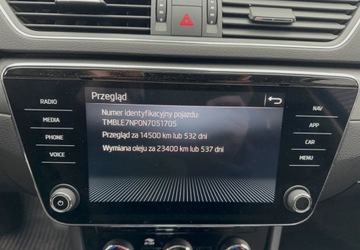 Przegląd
RADIO
MEDIA
PHONE
VOICE
Numer identyfikacyjny pojazdu:
TMBLE7NP0N7051705
Przegląd za 14500 km lub 532 dni
Wymiana oleju za 23400 km lub 537 dni
NAV
APP
CAR
MENU